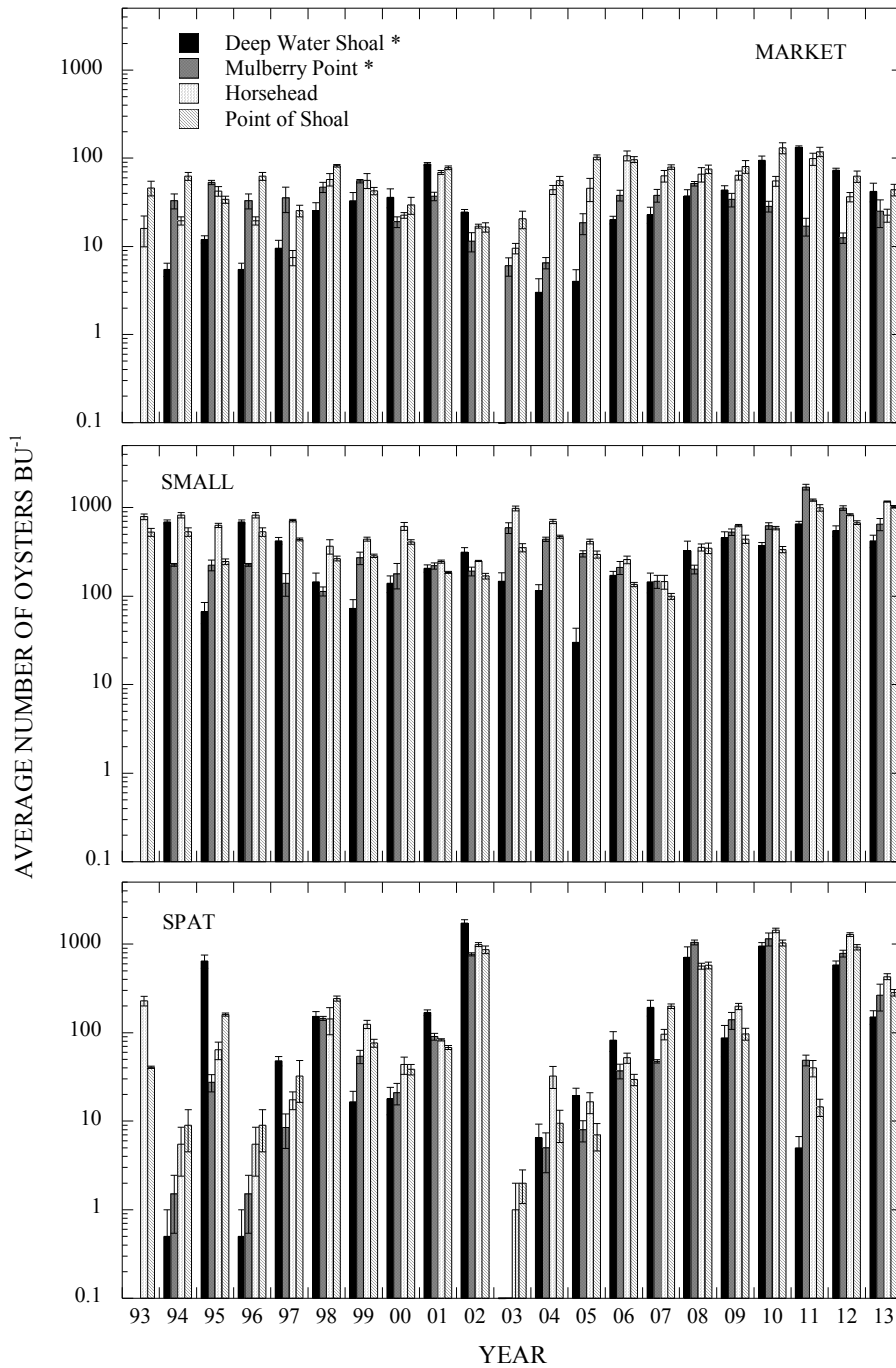 MARKET
Deep Water Shoal *
Mulberry Point *
Horsehead
Point of Shoal
1000
100
10
1
0.1
SMALL
1000
100
10
1
0.1
SPAT
1000
100
10
1
0.1
AVERAGE NUMBER OF OYSTERS BU-1
93 94 95 96 97 98 99 00 01 02 03 04 05 06 07 08 09 10 11 12 13
YEAR